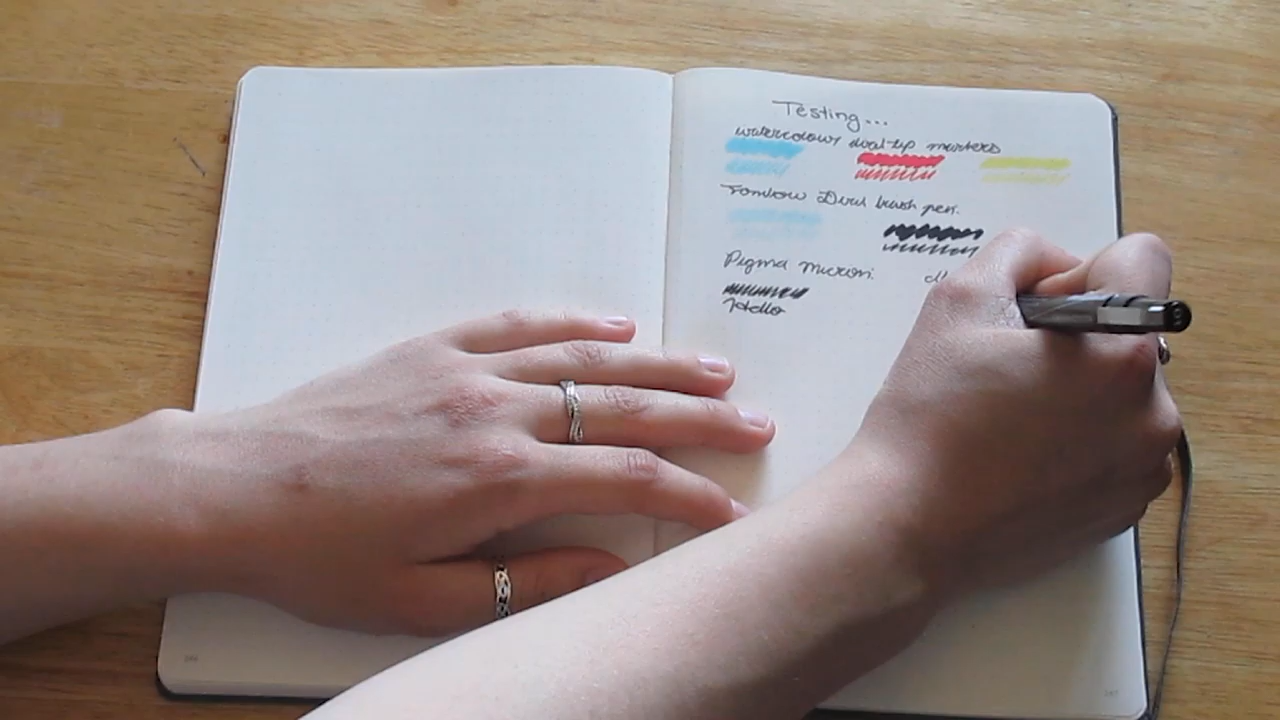 Testing...
watercolour dual-tip markers
Tombow Dual brush pen.
Pigma micron.
Hello